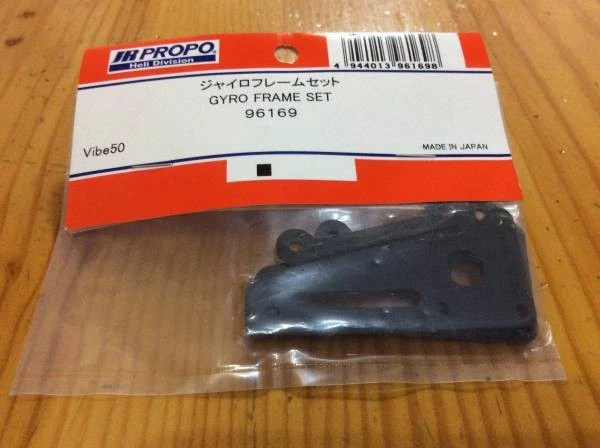 JR PROPO
Heli Division
4 944013 961698
ジャイロフレームセット
GYRO FRAME SET
96169
Vibe50
MADE IN JAPAN